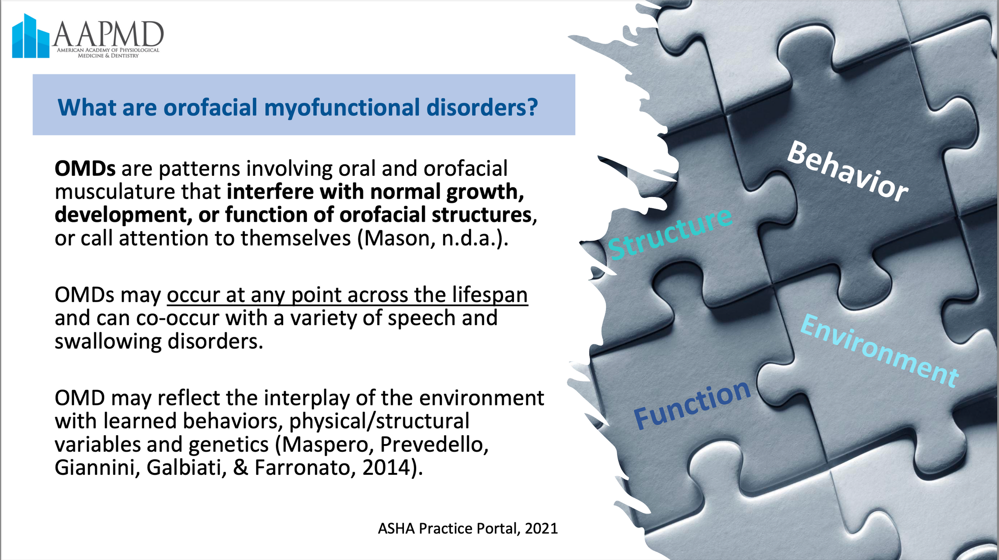 AAPMD
AMERICAN ACADEMY OF PHYSIOLOGICAL
MEDICINE & DENTISTRY
What are orofacial myofunctional disorders?
OMDs are patterns involving oral and orofacial
musculature that interfere with normal growth,
development, or function of orofacial structures,
or call attention to themselves (Mason, n.d.a.).
OMDs may occur at any point across the lifespan
and can co-occur with a variety of speech and
swallowing disorders.
OMD may reflect the interplay of the environment
with learned behaviors, physical/structural
variables and genetics (Maspero, Prevedello,
Giannini, Galbiati, & Farronato, 2014).
ASHA Practice Portal, 2021
Behavior
Structure
Environment
Function